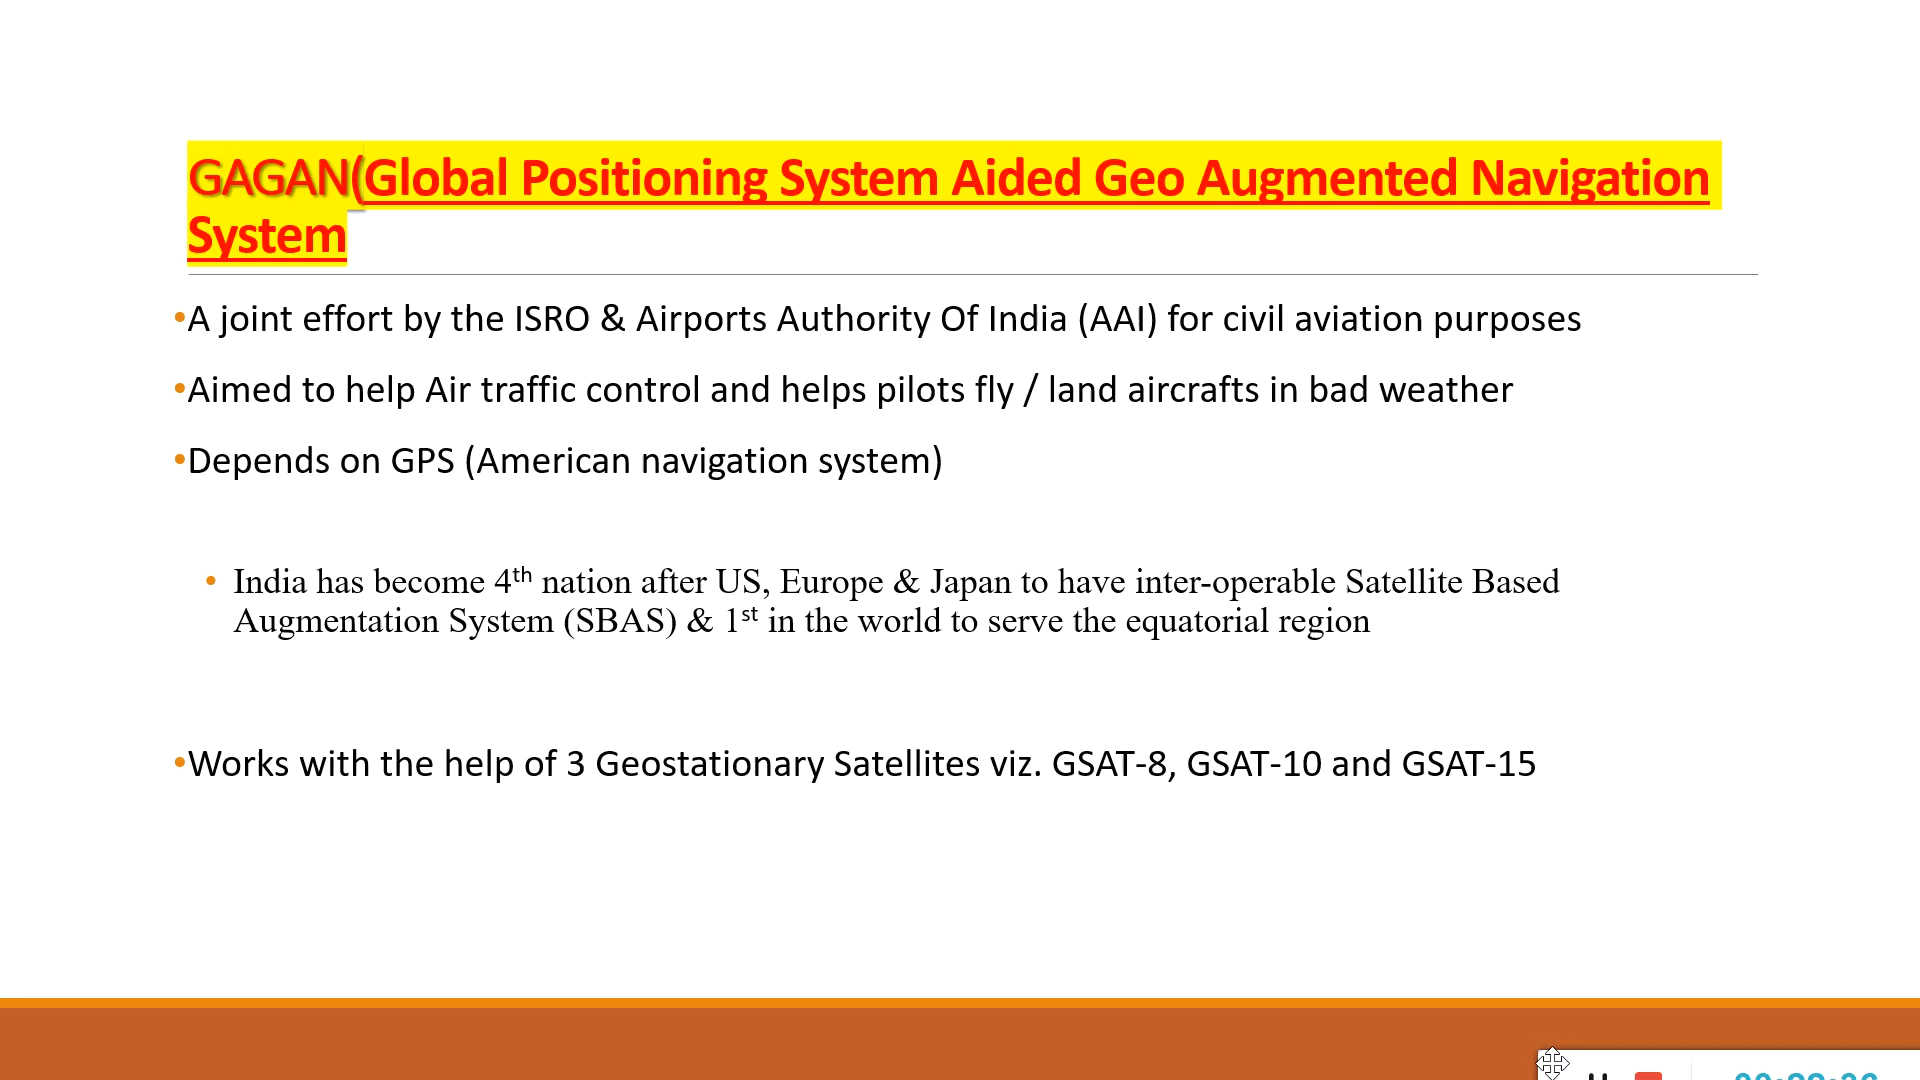 GAGAN(Global Positioning System Aided Geo Augmented Navigation
System
•A joint effort by the ISRO & Airports Authority Of India (AAI) for civil aviation purposes
•Aimed to help Air traffic control and helps pilots fly / land aircrafts in bad weather
•Depends on GPS (American navigation system)
• India has become 4th nation after US, Europe & Japan to have inter-operable Satellite Based
Augmentation System (SBAS) & 1st in the world to serve the equatorial region
•Works with the help of 3 Geostationary Satellites viz. GSAT-8, GSAT-10 and GSAT-15